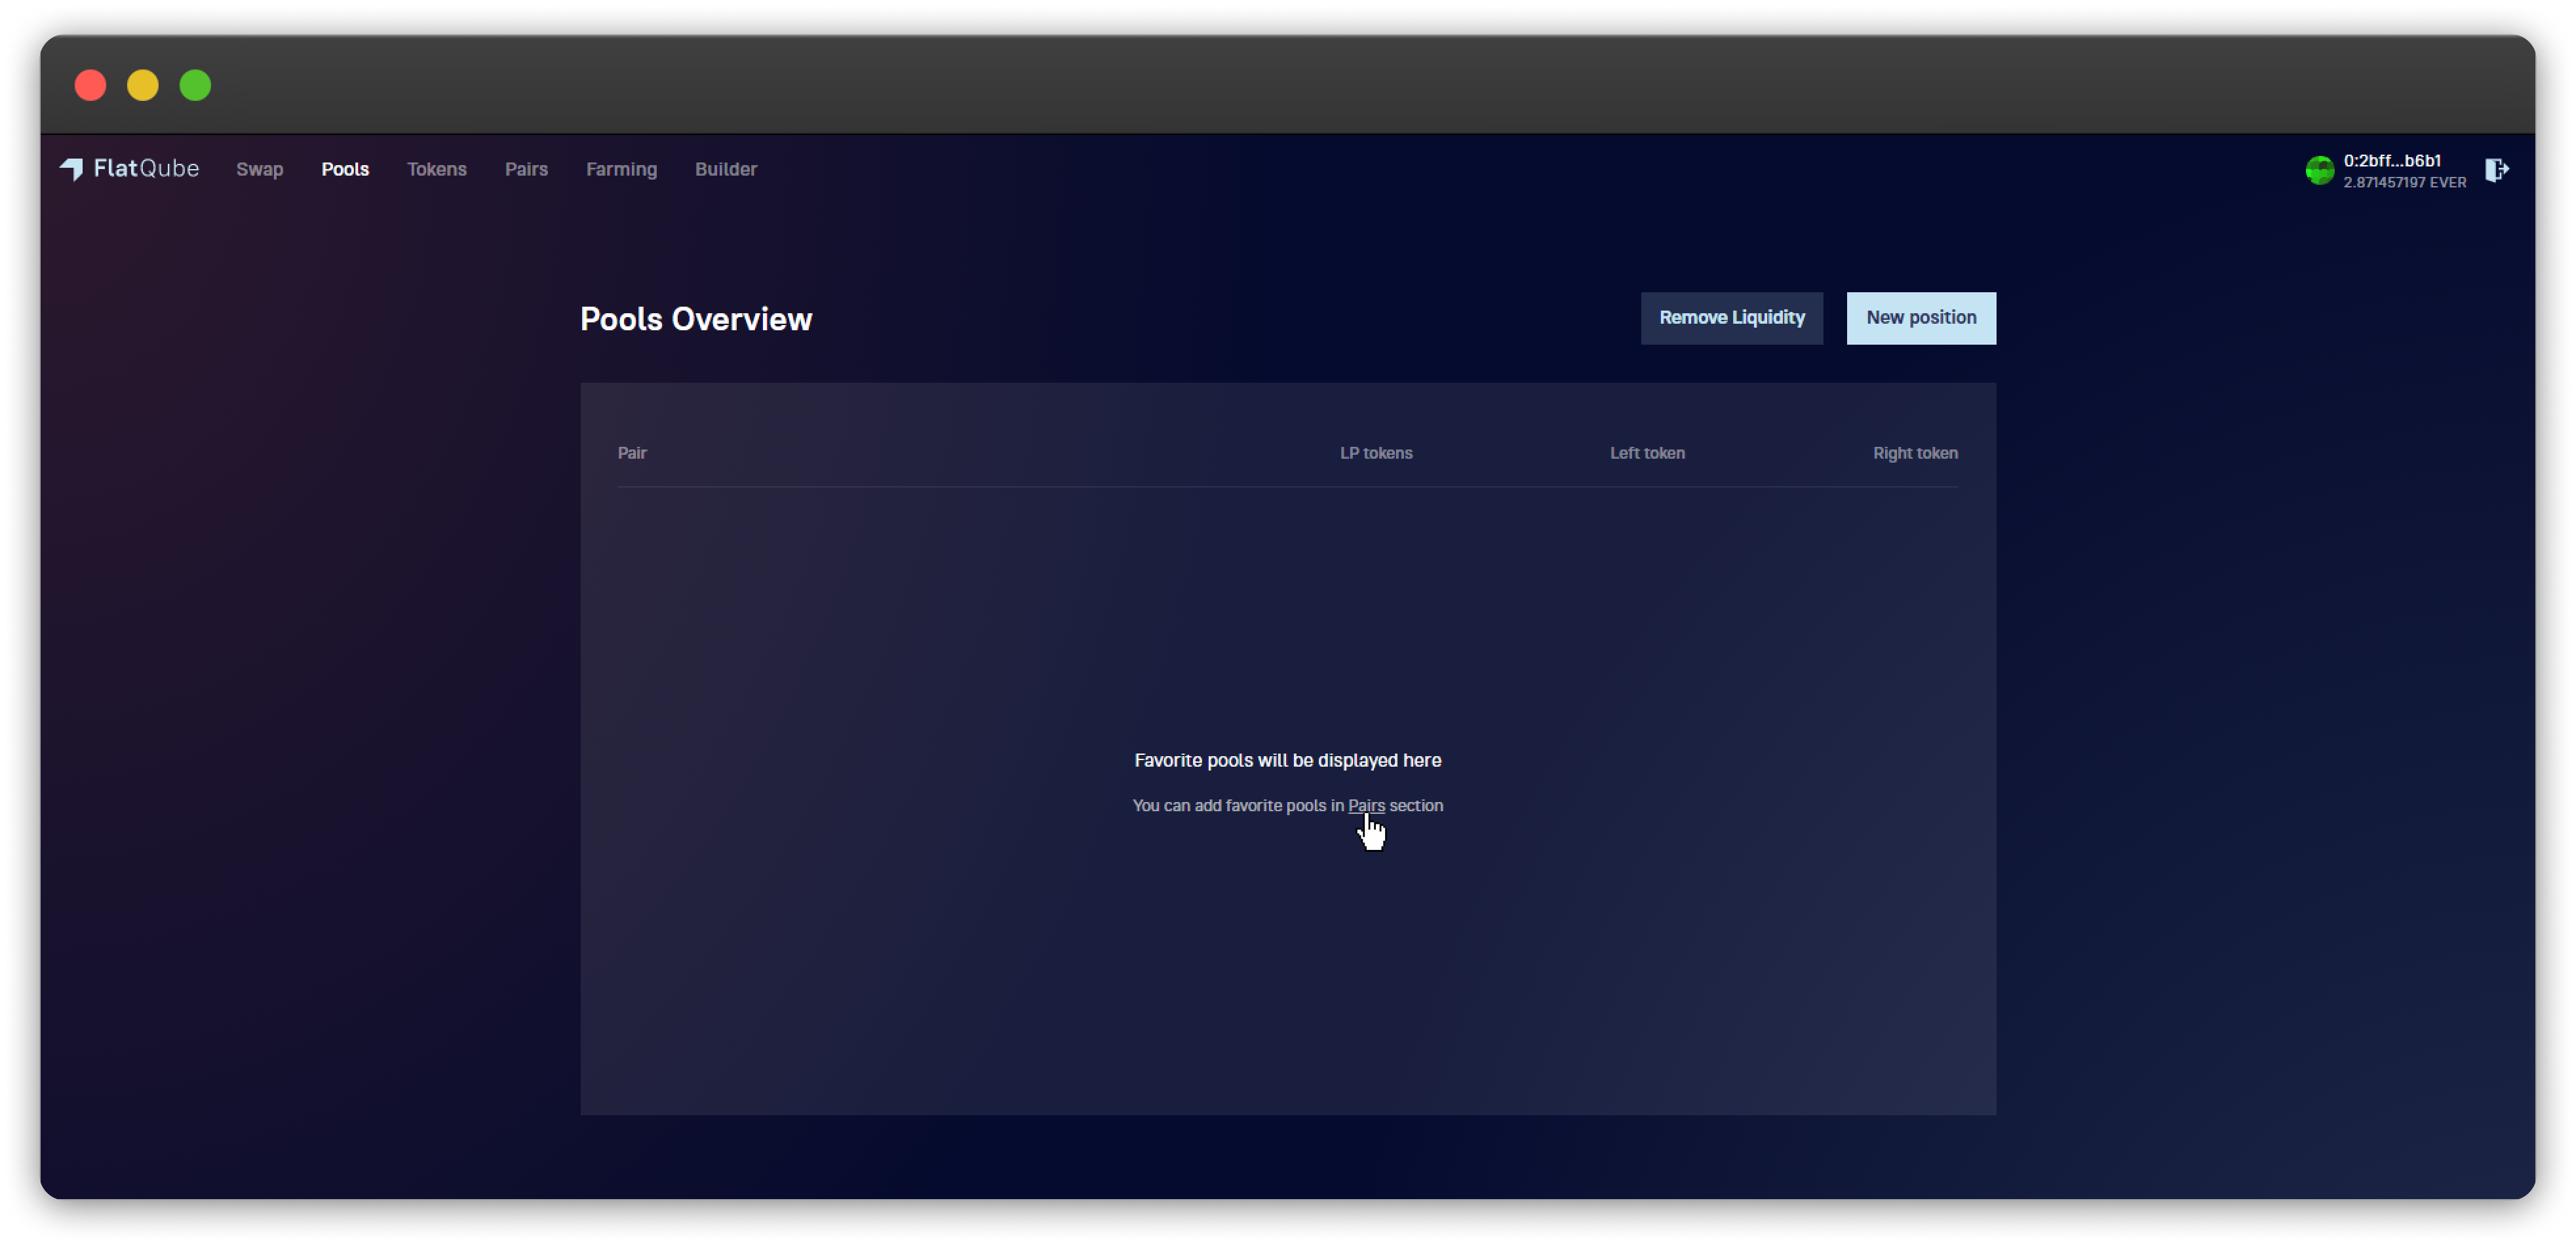 FlatQube Swap Pools Tokens Pairs Farming Builder
0:2bff...b6b1
2.871457197 EVER
Pools Overview
Remove Liquidity New position
Pair LP tokens Left token Right token
Favorite pools will be displayed here
You can add favorite pools in Pairs section